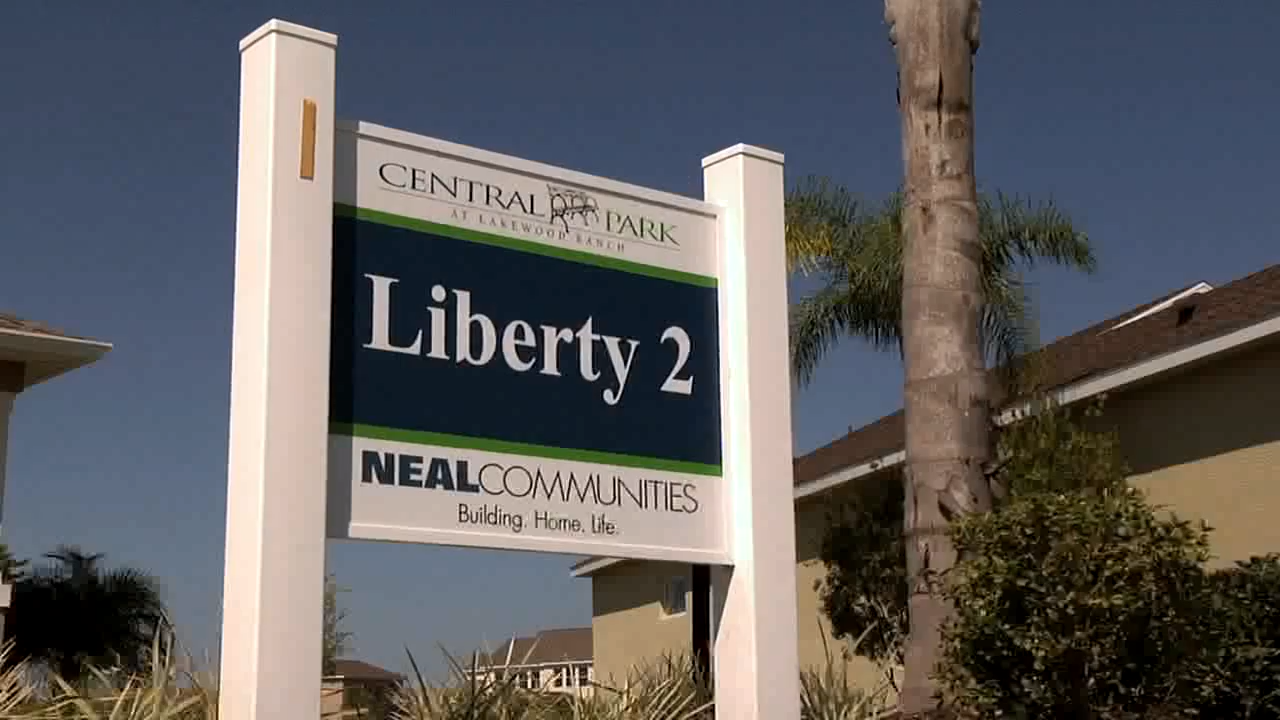 CENTRAL PARK
AT LAKEWOOD RANCH
Liberty 2
NEALCOMMUNITIES
Building. Home. Life.